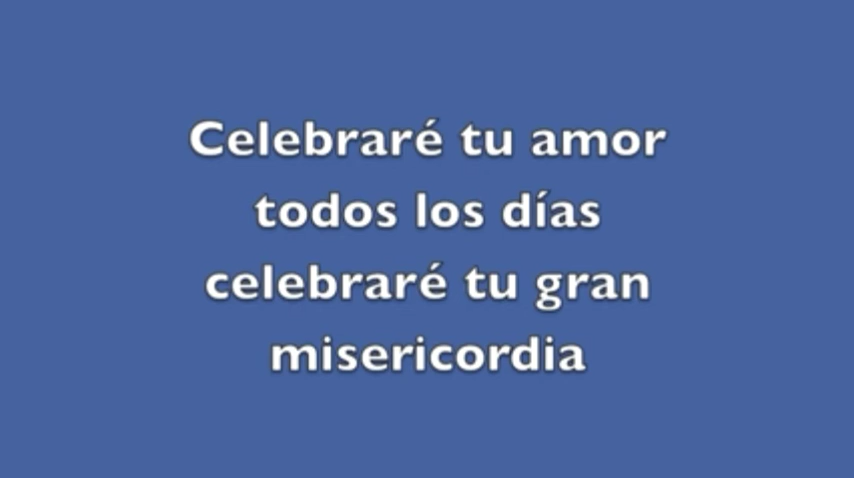 Celebraré tu amor
todos los días
celebraré tu gran
misericordia